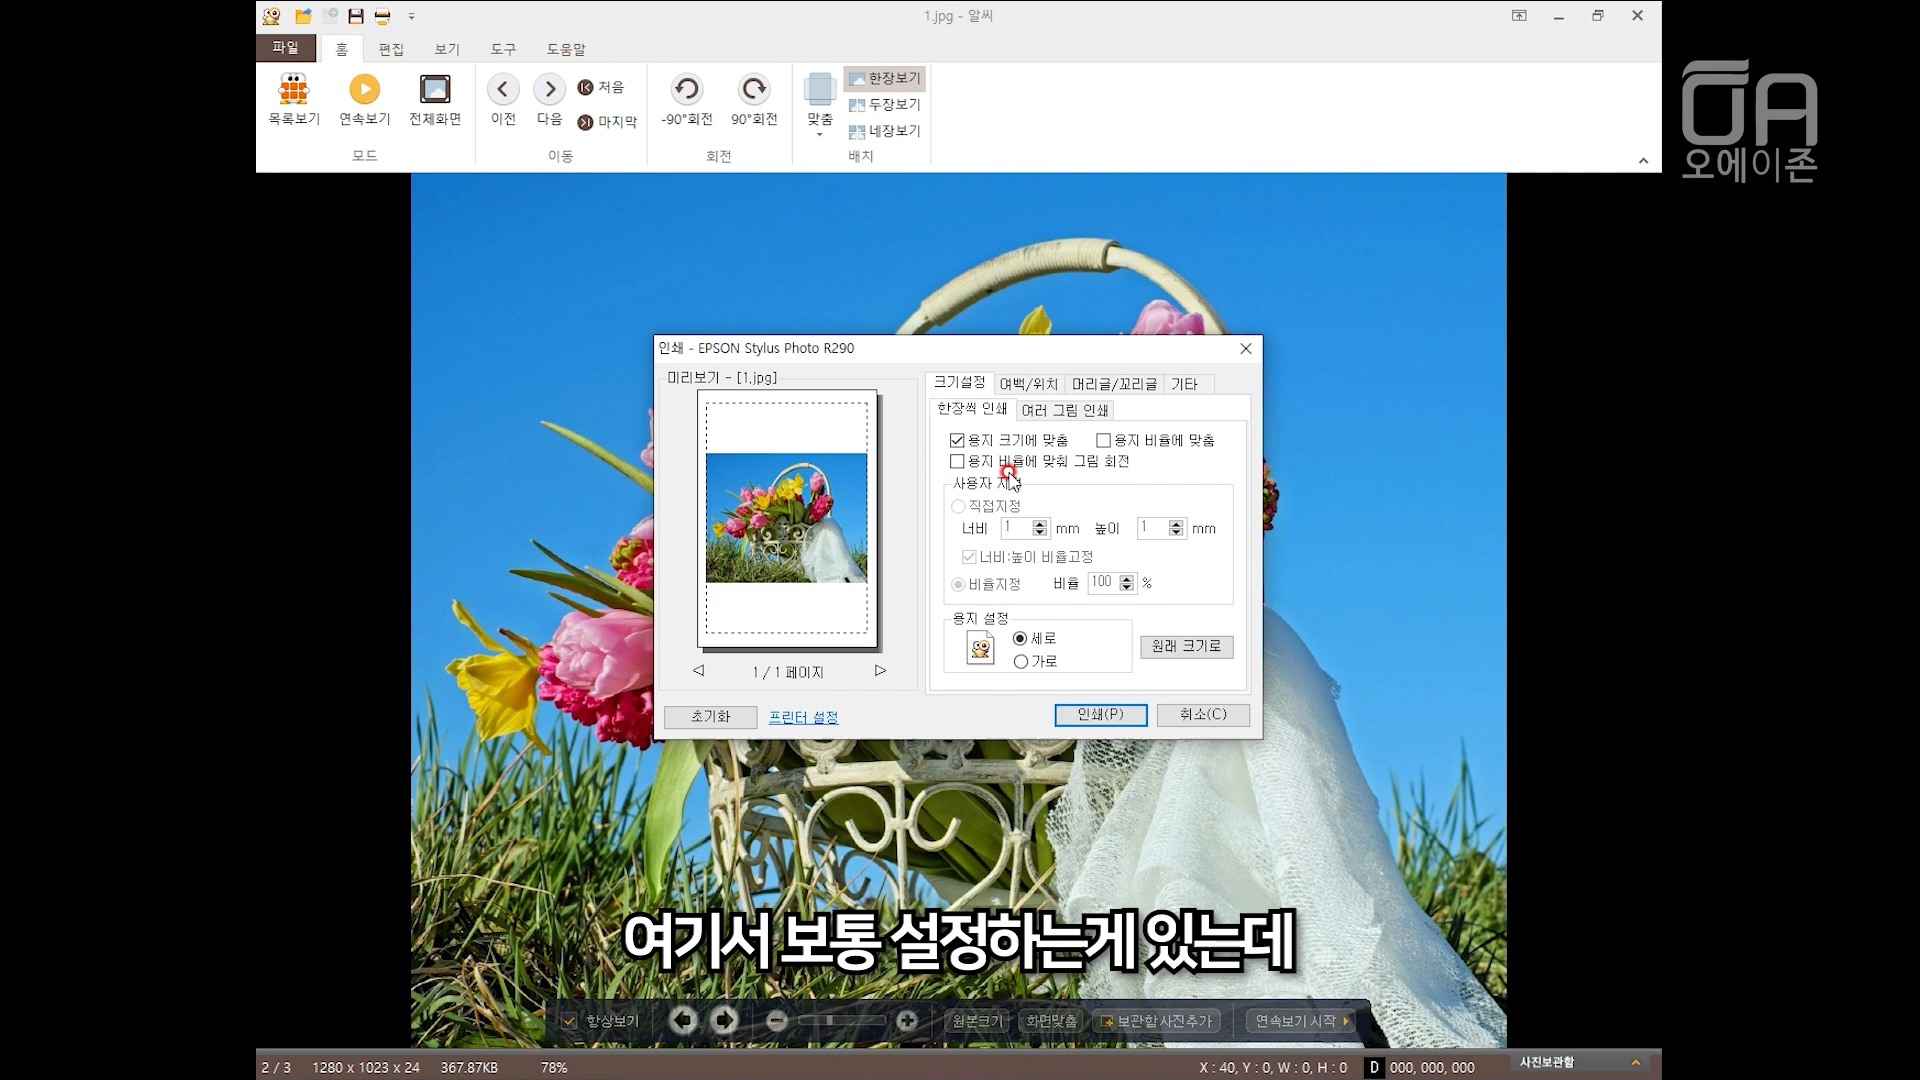 1.jpg - 알씨
파일 홈 편집 보기 도구 도움말
목록보기 연속보기 전체화면
모드
이전 다음 처음 마지막
이동
-90°회전 90°회전
회전
맞춤
한장보기
두장보기
네장보기
배치
OA
오에이존
인쇄 - EPSON Stylus Photo R290
미리보기 - [1.jpg]
1 / 1 페이지
초기화 프린터 설정
크기설정 여백/위치 머리글/꼬리글 기타
한장씩 인쇄 여러 그림 인쇄
용지 크기에 맞춤 용지 비율에 맞춤
용지 비율에 맞춰 그림 회전
사용자 지정
직접지정
너비 1 mm 높이 1 mm
너비:높이 비율고정
비율지정 비율 100 %
용지 설정
세로
가로
원래 크기로
인쇄(P) 취소(C)
여기서 보통 설정하는게 있는데
항상보기 원본크기 화면맞춤 보관함 사진추가 연속보기 시작
2 / 3 1280 x 1023 x 24 367.87KB 78% X : 40, Y : 0, W : 0, H : 0 D 000, 000, 000 사진보관함